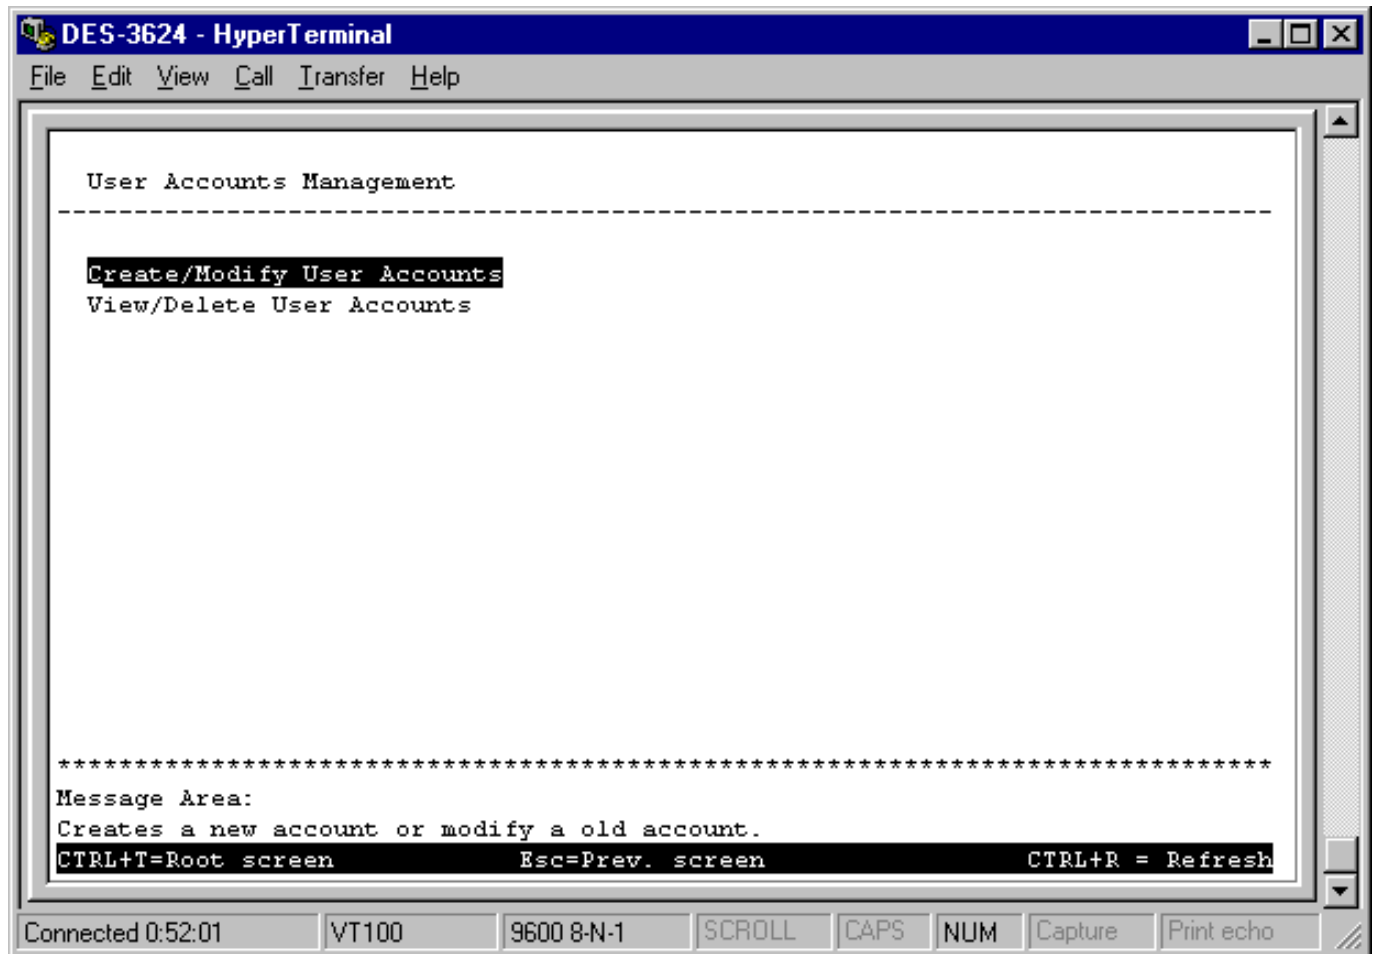 DES-3624 - HyperTerminal
File Edit View Call Transfer Help
User Accounts Management
-------------------------------------------------------------------------------
Create/Modify User Accounts
View/Delete User Accounts
*******************************************************************************
Message Area:
Creates a new account or modify a old account.
CTRL+T=Root screen Esc=Prev. screen CTRL+R = Refresh
Connected 0:52:01 VT100 9600 8-N-1 SCROLL CAPS NUM Capture Print echo